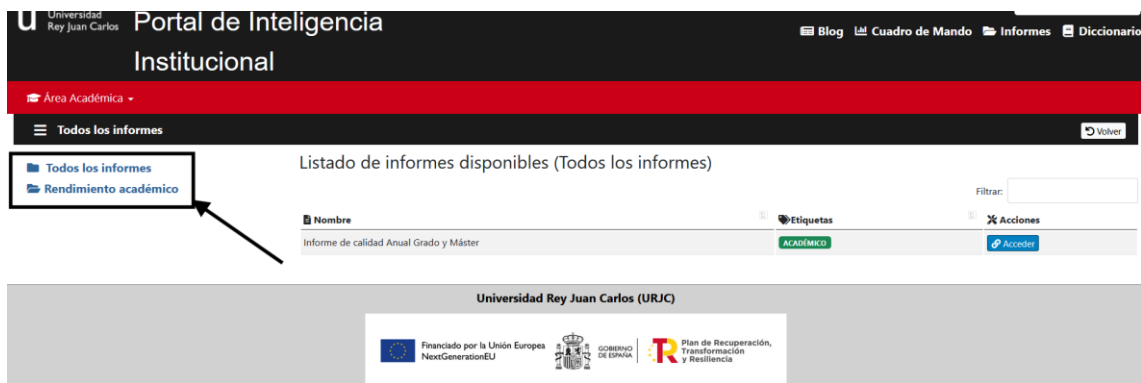 Universidad
Rey Juan Carlos
Portal de Inteligencia
Institucional
Blog Cuadro de Mando Informes Diccionario
Área Académica
Todos los informes
Volver
Todos los informes
Rendimiento académico
Listado de informes disponibles (Todos los informes)
Filtrar:
Nombre Etiquetas Acciones
Informe de calidad Anual Grado y Máster ACADÉMICO Acceder
Universidad Rey Juan Carlos (URJC)
Financiado por la Unión Europea
NextGenerationEU
GOBIERNO
DE ESPAÑA
Plan de Recuperación,
Transformación
y Resiliencia